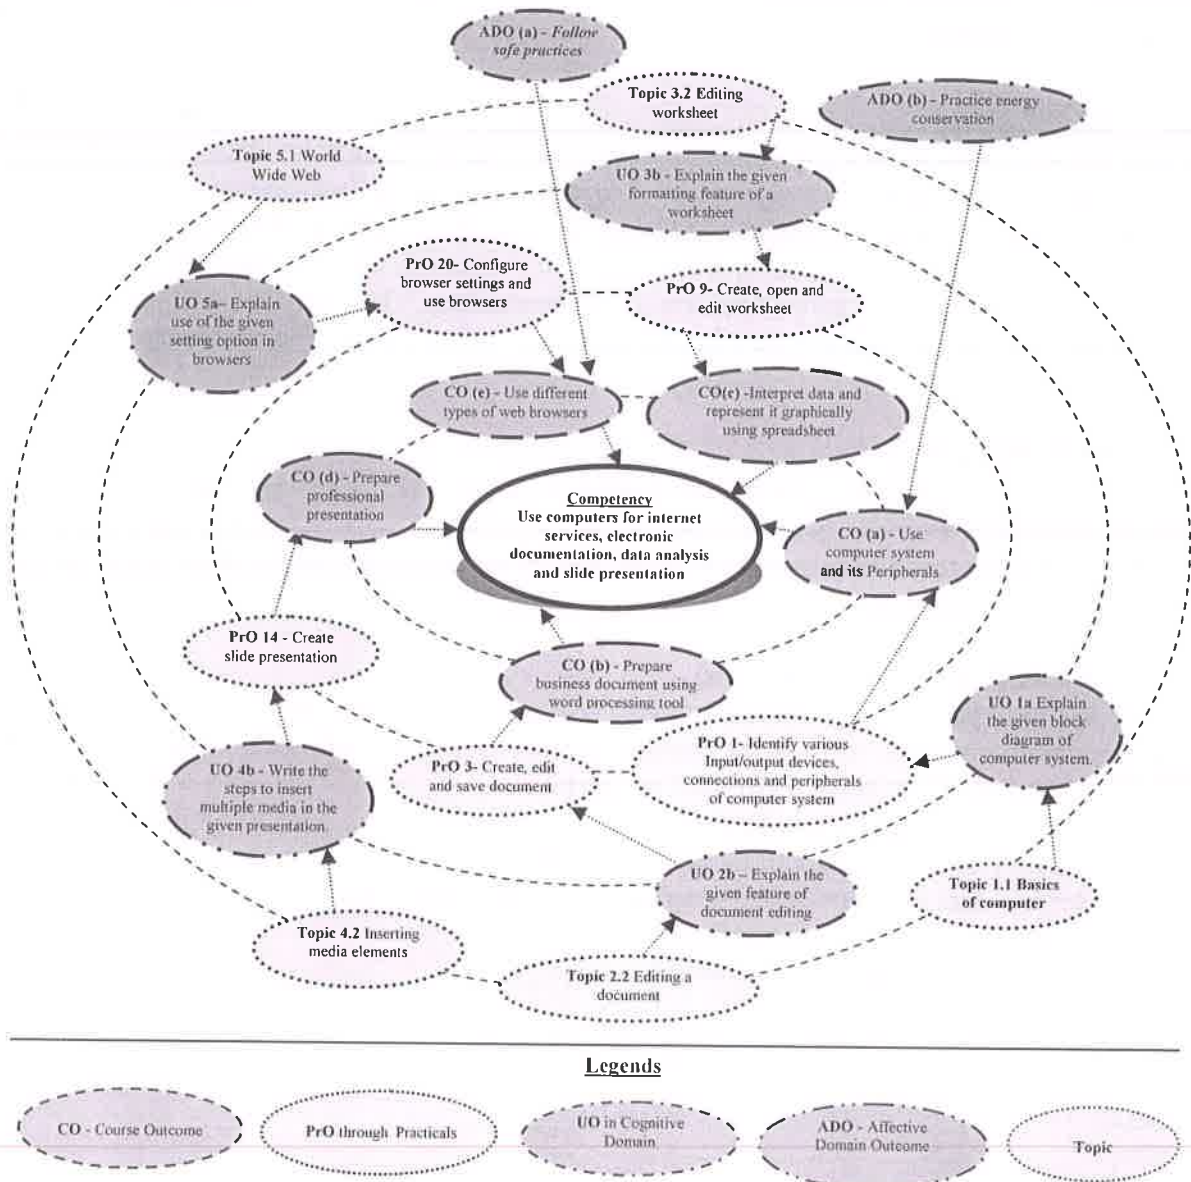 ADO (a) - Follow
safe practices
Topic 3.2 Editing
worksheet
ADO (b) - Practice energy
conservation
Topic 5.1 World
Wide Web
UO 3b - Explain the given
formatting feature of a
worksheet
PrO 20- Configure
browser settings and
use browsers
PrO 9- Create, open and
edit worksheet
UO 5a– Explain
use of the given
setting option in
browsers
CO (e) - Use different
types of web browsers
CO(c) -Interpret data and
represent it graphically
using spreadsheet
CO (d) - Prepare
professional
presentation
Competency
Use computers for internet
services, electronic
documentation, data analysis
and slide presentation
CO (a) - Use
computer system
and its Peripherals
PrO 14 - Create
slide presentation
CO (b) - Prepare
business document using
word processing tool
UO 1a Explain
the given block
diagram of
computer system.
PrO 1- Identify various
Input/output devices,
connections and peripherals
of computer system
PrO 3- Create, edit
and save document
UO 4b - Write the
steps to insert
multiple media in the
given presentation.
UO 2b – Explain the
given feature of
document editing
Topic 1.1 Basics
of computer
Topic 4.2 Inserting
media elements
Topic 2.2 Editing a
document
Legends
CO - Course Outcome
PrO through Practicals
UO in Cognitive
Domain
ADO - Affective
Domain Outcome
Topic